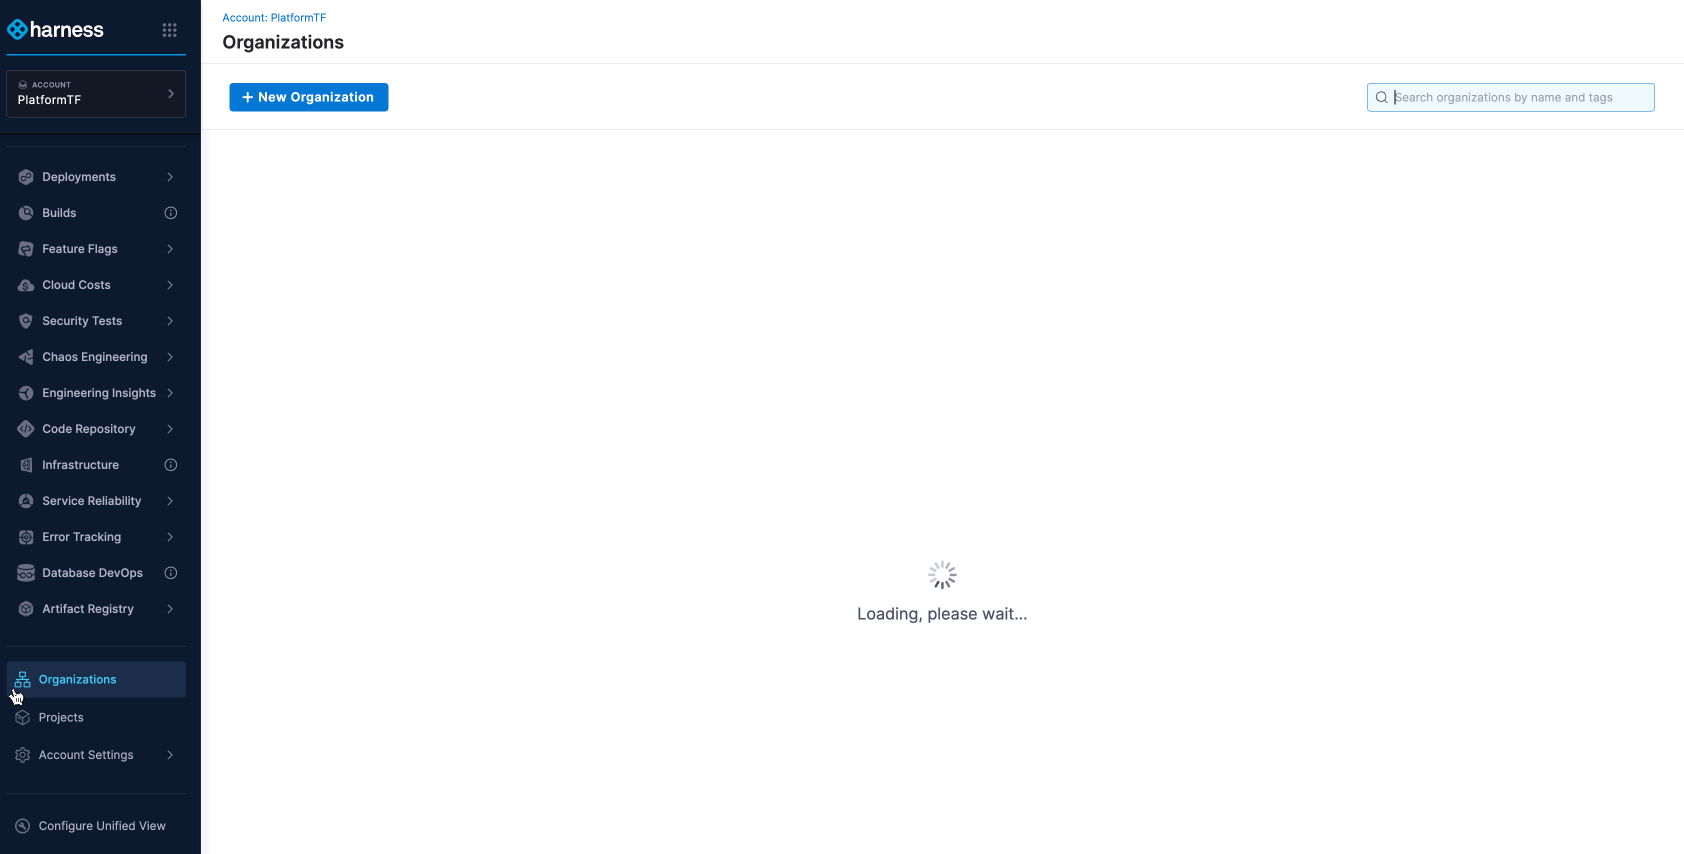 harness
ACCOUNT
PlatformTF
Deployments
Builds
Feature Flags
Cloud Costs
Security Tests
Chaos Engineering
Engineering Insights
Code Repository
Infrastructure
Service Reliability
Error Tracking
Database DevOps
Artifact Registry
Organizations
Projects
Account Settings
Configure Unified View
Account: PlatformTF
Organizations
+ New Organization
Search organizations by name and tags
Loading, please wait...